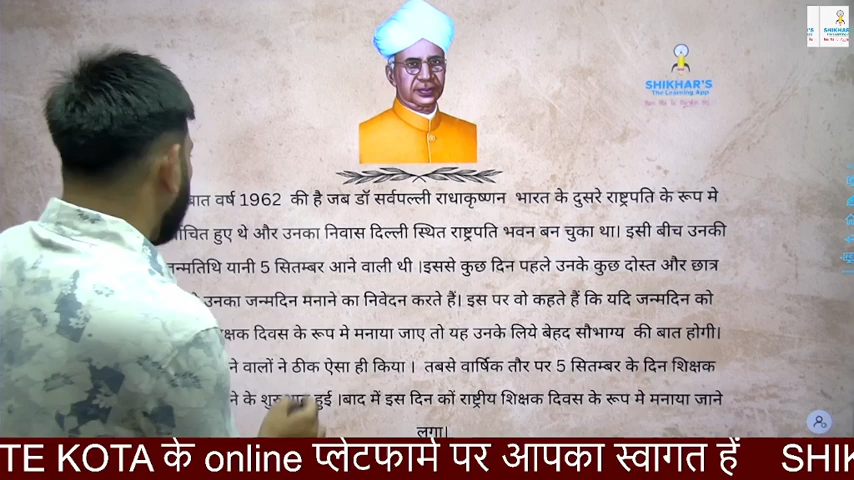 SHIKHAR'S
The Learning App
बात वर्ष 1962 की है जब डॉ सर्वपल्ली राधाकृष्णन भारत के दुसरे राष्ट्रपति के रूप मे
हुए थे और उनका निवास दिल्ली स्थित राष्ट्रपति भवन बन चुका था। इसी बीच उनकी
यानी 5 सितम्बर आने वाली थी ।इससे कुछ दिन पहले उनके कुछ दोस्त और छात्र
उनका जन्मदिन मनाने का निवेदन करते हैं। इस पर वो कहते हैं कि यदि जन्मदिन को
दिवस के रूप मे मनाया जाए तो यह उनके लिये बेहद सौभाग्य की बात होगी।
वालों ने ठीक ऐसा ही किया । तबसे वार्षिक तौर पर 5 सितम्बर के दिन शिक्षक
के हुई ।बाद में इस दिन कों राष्ट्रीय शिक्षक दिवस के रूप मे मनाया जाने
लगा।
TE KOTA के online प्लेटफार्म पर आपका स्वागत हें SHIK